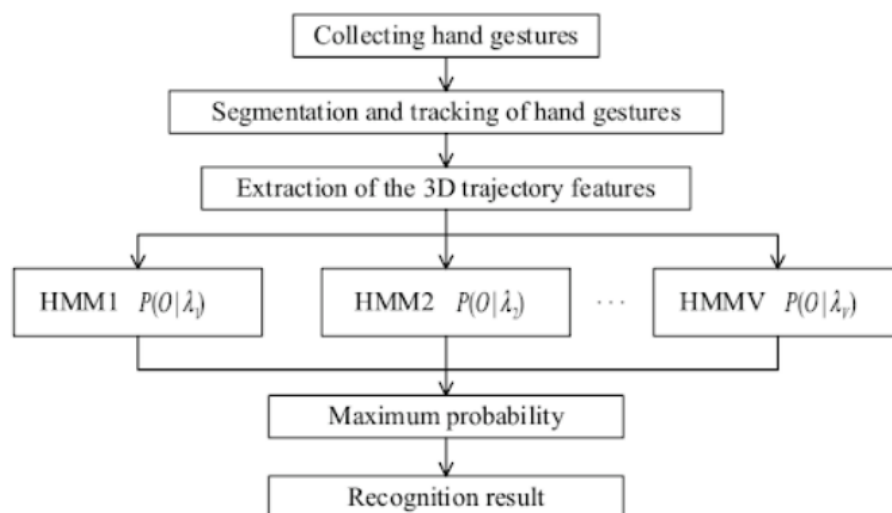 Collecting hand gestures
Segmentation and tracking of hand gestures
Extraction of the 3D trajectory features
HMM1 P(O|λ₁)
HMM2 P(O|λ₂)
···
HMMV P(O|λᵥ)
Maximum probability
Recognition result